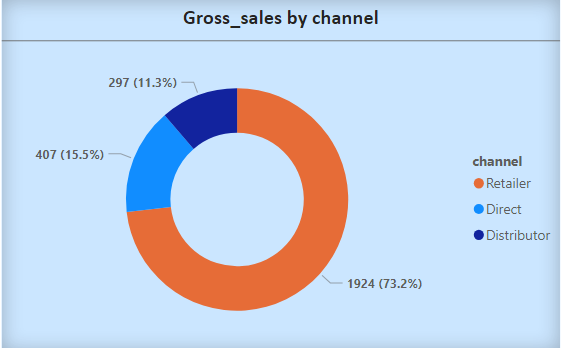 Gross_sales by channel
297 (11.3%)
407 (15.5%)
1924 (73.2%)
channel
Retailer
Direct
Distributor